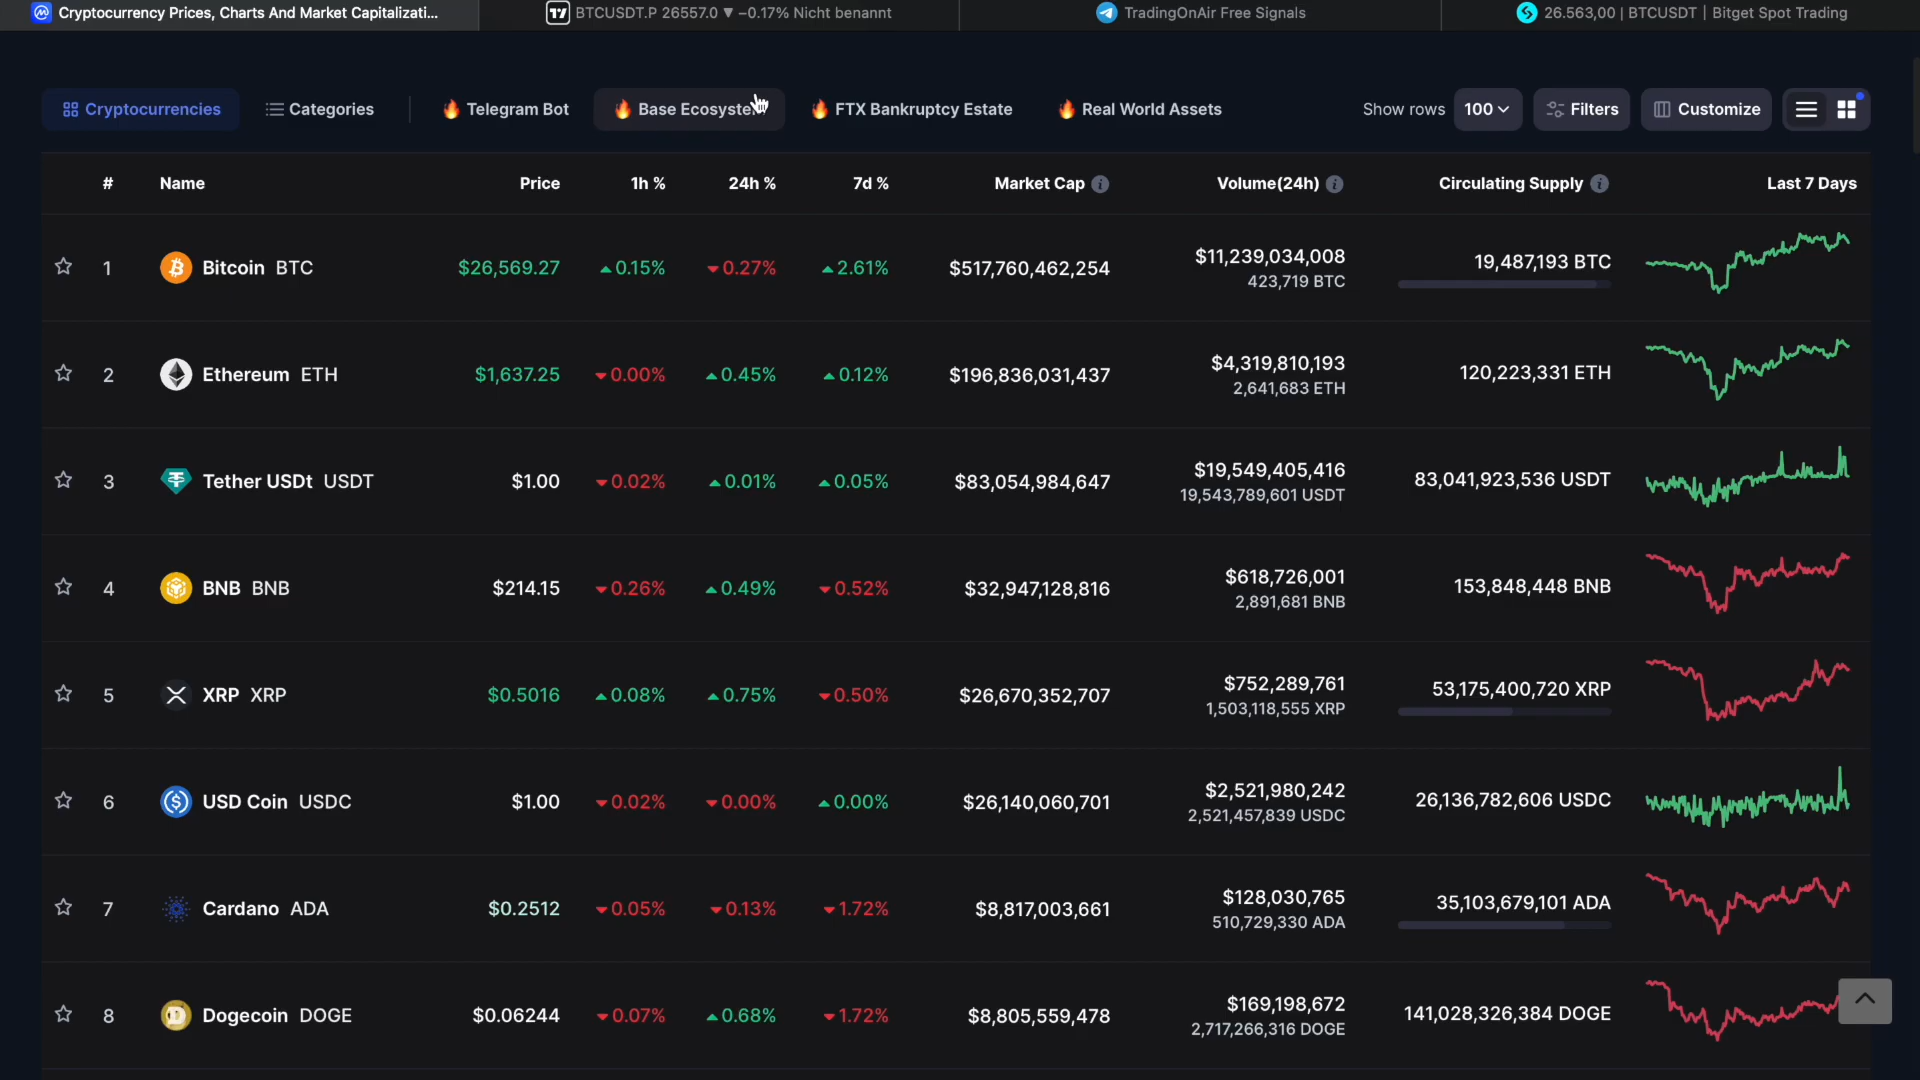 Cryptocurrency Prices, Charts And Market Capitalizati... BTCUSDT.P 26557.0 ▼ −0.17% Nicht benannt TradingOnAir Free Signals 26.563,00 | BTCUSDT | Bitget Spot Trading
Cryptocurrencies Categories Telegram Bot Base Ecosystem FTX Bankruptcy Estate Real World Assets Show rows 100 Filters Customize
# Name Price 1h % 24h % 7d % Market Cap Volume(24h) Circulating Supply Last 7 Days
1 Bitcoin BTC $26,569.27 0.15% 0.27% 2.61% $517,760,462,254 $11,239,034,008 19,487,193 BTC
423,719 BTC
2 Ethereum ETH $1,637.25 0.00% 0.45% 0.12% $196,836,031,437 $4,319,810,193 120,223,331 ETH
2,641,683 ETH
3 Tether USDt USDT $1.00 0.02% 0.01% 0.05% $83,054,984,647 $19,549,405,416 83,041,923,536 USDT
19,543,789,601 USDT
4 BNB BNB $214.15 0.26% 0.49% 0.52% $32,947,128,816 $618,726,001 153,848,448 BNB
2,891,681 BNB
5 XRP XRP $0.5016 0.08% 0.75% 0.50% $26,670,352,707 $752,289,761 53,175,400,720 XRP
1,503,118,555 XRP
6 USD Coin USDC $1.00 0.02% 0.00% 0.00% $26,140,060,701 $2,521,980,242 26,136,782,606 USDC
2,521,457,839 USDC
7 Cardano ADA $0.2512 0.05% 0.13% 1.72% $8,817,003,661 $128,030,765 35,103,679,101 ADA
510,729,330 ADA
8 Dogecoin DOGE $0.06244 0.07% 0.68% 1.72% $8,805,559,478 $169,198,672 141,028,326,384 DOGE
2,717,266,316 DOGE